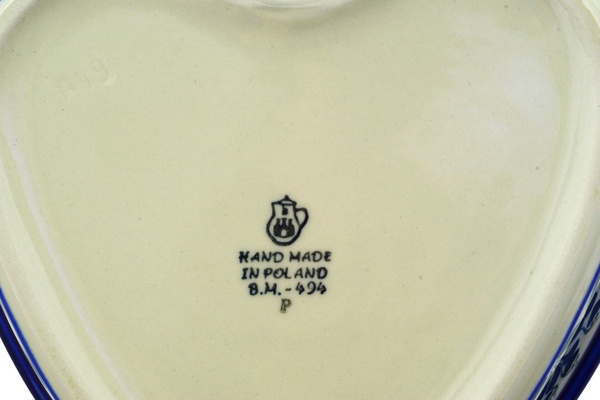 HAND MADE
IN POLAND
B.M. - 494
P